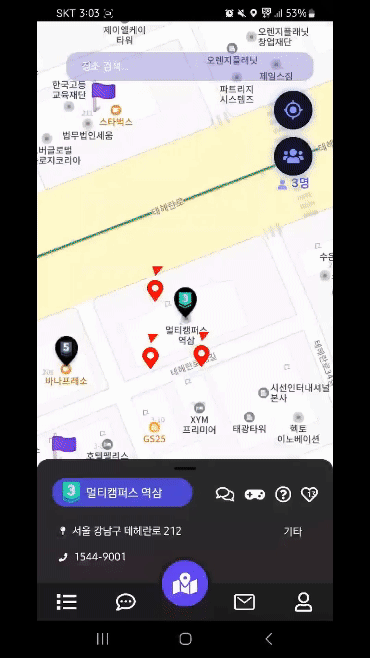 SKT 3:03
53%
제이엘케이
타워
오렌지플래닛
창업재단
오렌지플래닛
장소 검색...
제일스짐
한국고등
교육재단
파트너리
시스템즈
스타벅스
법무법인세움
버글로벌
로지코리아
테헤란로
3명
수운
3
멀티캠퍼스
역삼
5
바나프레소
테헤란로34
시선인터내셔널
본사
XYM
프리미어
GS25
태광타워
헥토
이노베이션
호텔펠리스
3
멀티캠퍼스 역삼
서울 강남구 테헤란로 212
기타
1544-9001